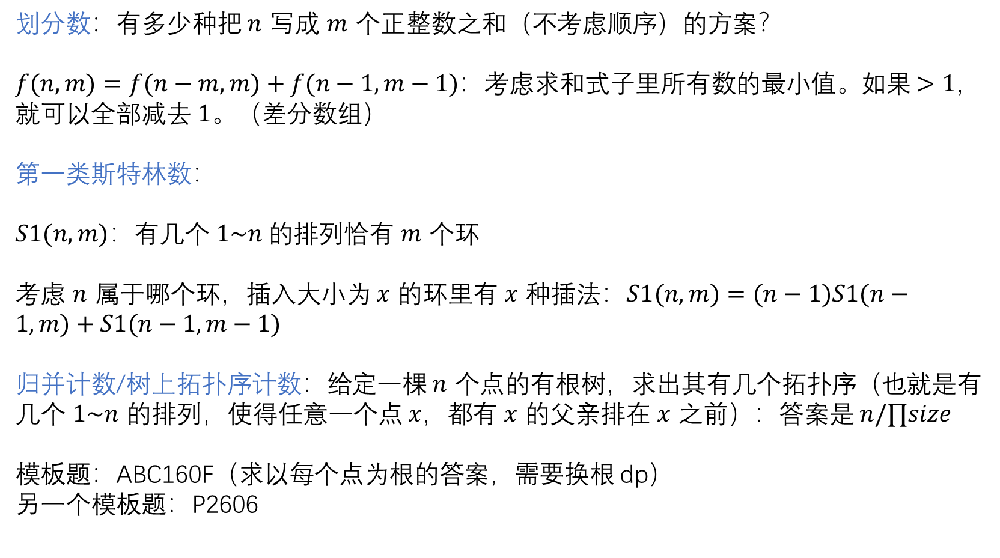 划分数：有多少种把 n 写成 m 个正整数之和（不考虑顺序）的方案？
f(n,m) = f(n − m,m) + f(n − 1,m − 1)：考虑求和式子里所有数的最小值。如果 > 1，
就可以全部减去 1。（差分数组）
第一类斯特林数：
S1(n,m)：有几个 1~n 的排列恰有 m 个环
考虑 n 属于哪个环，插入大小为 x 的环里有 x 种插法：S1(n,m) = (n − 1)S1(n −
1,m) + S1(n − 1,m − 1)
归并计数/树上拓扑序计数：给定一棵 n 个点的有根树，求出其有几个拓扑序（也就是有
几个 1~n 的排列，使得任意一个点 x，都有 x 的父亲排在 x 之前）：答案是 n/∏size
模板题：ABC160F（求以每个点为根的答案，需要换根 dp）
另一个模板题：P2606